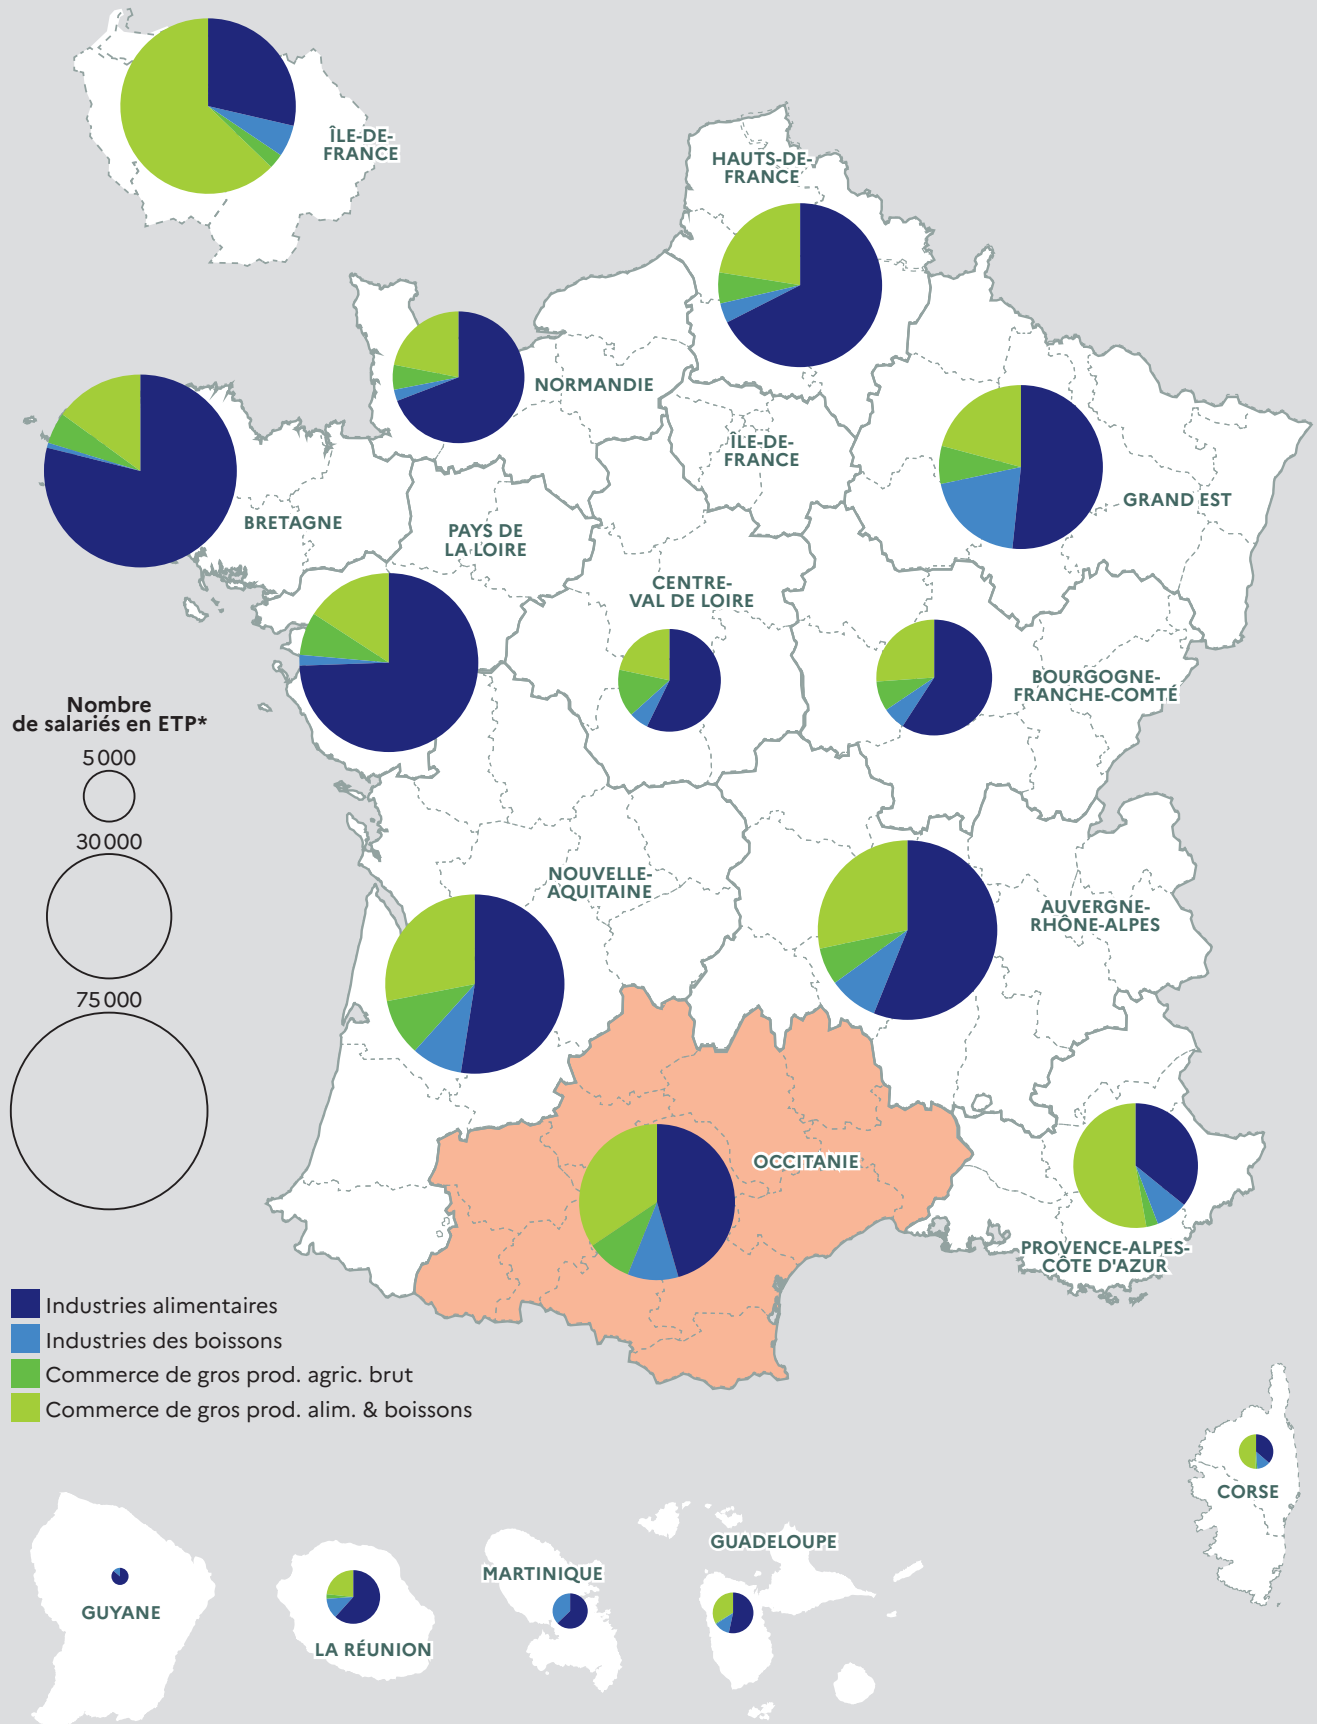 ÎLE-DE-
FRANCE
HAUTS-DE-
FRANCE
NORMANDIE
ÎLE-DE-
FRANCE
GRAND EST
BRETAGNE
PAYS DE
LA LOIRE
CENTRE-
VAL DE LOIRE
BOURGOGNE-
FRANCHE-COMTÉ
Nombre
de salariés en ETP*
5 000
30 000
75 000
NOUVELLE-
AQUITAINE
AUVERGNE-
RHÔNE-ALPES
OCCITANIE
PROVENCE-ALPES-
CÔTE D'AZUR
Industries alimentaires
Industries des boissons
Commerce de gros prod. agric. brut
Commerce de gros prod. alim. & boissons
CORSE
GUYANE
LA RÉUNION
MARTINIQUE
GUADELOUPE